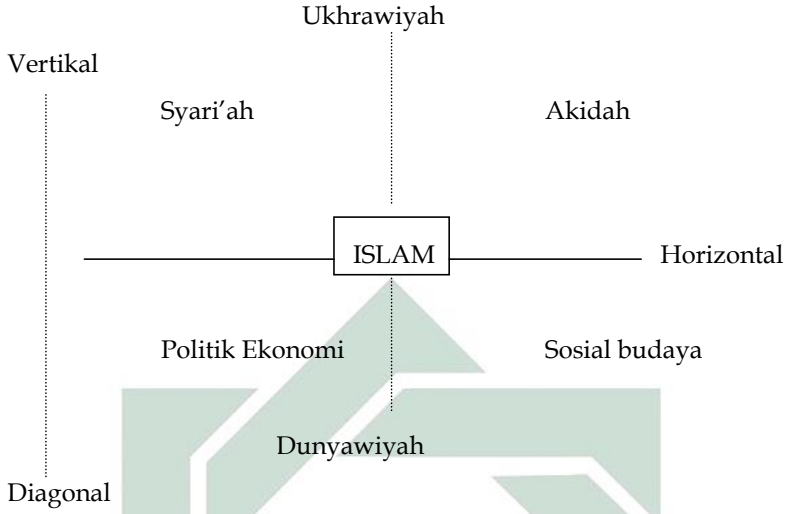 Ukhrawiyah
Vertikal
Syari’ah Akidah
ISLAM Horizontal
Politik Ekonomi Sosial budaya
Dunyawiyah
Diagonal